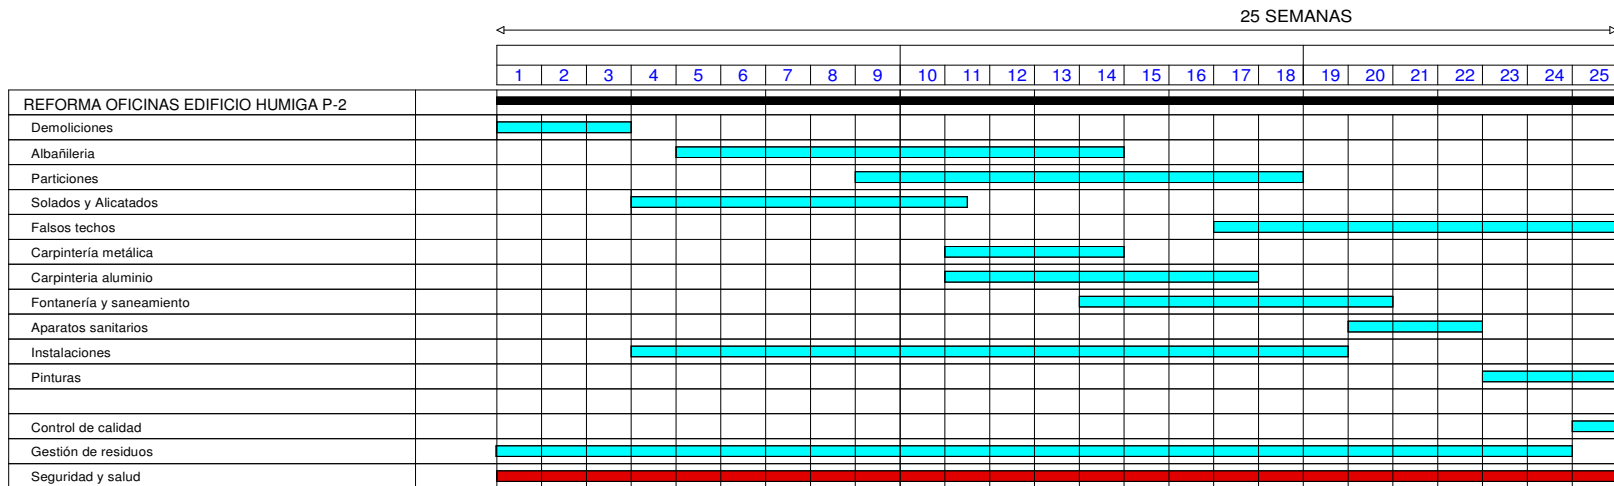 25 SEMANAS
1 2 3 4 5 6 7 8 9 10 11 12 13 14 15 16 17 18 19 20 21 22 23 24 25
REFORMA OFICINAS EDIFICIO HUMIGA P-2
Demoliciones
Albañileria
Particiones
Solados y Alicatados
Falsos techos
Carpintería metálica
Carpinteria aluminio
Fontanería y saneamiento
Aparatos sanitarios
Instalaciones
Pinturas
Control de calidad
Gestión de residuos
Seguridad y salud